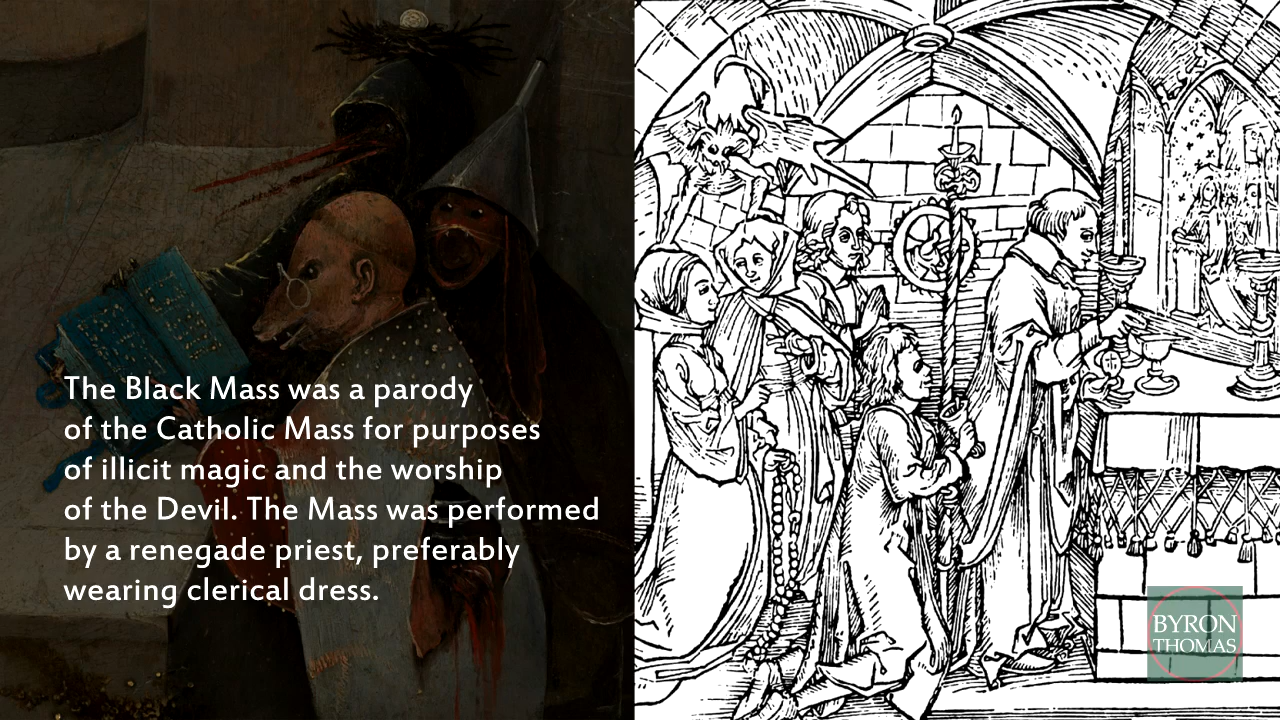 The Black Mass was a parody
of the Catholic Mass for purposes
of illicit magic and the worship
of the Devil. The Mass was performed
by a renegade priest, preferably
wearing clerical dress.
BYRON
THOMAS